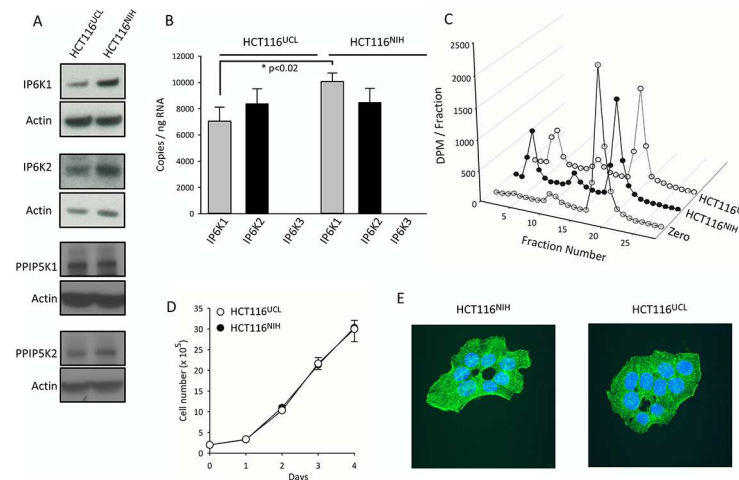 A
HCT116UCL
HCT116NIH
IP6K1
Actin
IP6K2
Actin
PPIP5K1
Actin
PPIP5K2
Actin
B
HCT116UCL
HCT116NIH
* p<0.02
Copies / ng RNA
12000
10000
8000
6000
4000
2000
0
IP6K1
IP6K2
IP6K3
IP6K1
IP6K2
IP6K3
C
DPM / Fraction
2500
2000
1500
1000
500
0
5
10
15
20
25
Fraction Number
HCT116U
HCT116NIH
Zero
D
HCT116UCL
HCT116NIH
Cell number (x 105)
35
30
25
20
15
10
5
0
0 1 2 3 4
Days
E
HCT116NIH
HCT116UCL